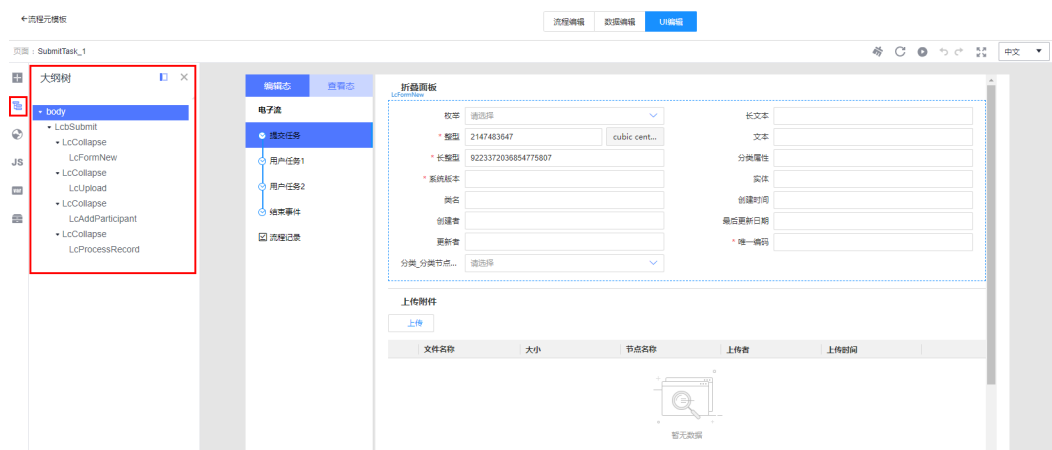 ←流程元模板
流程编辑 数据编辑 UI编辑
页面：SubmitTask_1
中文
大纲树
body
LcbSubmit
LcCollapse
LcFormNew
LcCollapse
LcUpload
LcCollapse
LcAddParticipant
LcCollapse
LcProcessRecord
JS
编辑态 查看态
电子流
提交任务
用户任务1
用户任务2
结束事件
流程记录
折叠面板
LcFormNew
枚举 请选择 长文本
* 整型 2147483647 cubic cent... 文本
* 长整型 9223372036854775807 分类属性
* 系统版本 实体
类名 创建时间
创建者 最后更新日期
更新者 * 唯一编码
分类_分类节点... 请选择
上传附件
上传
文件名称 大小 节点名称 上传者 上传时间
暂无数据